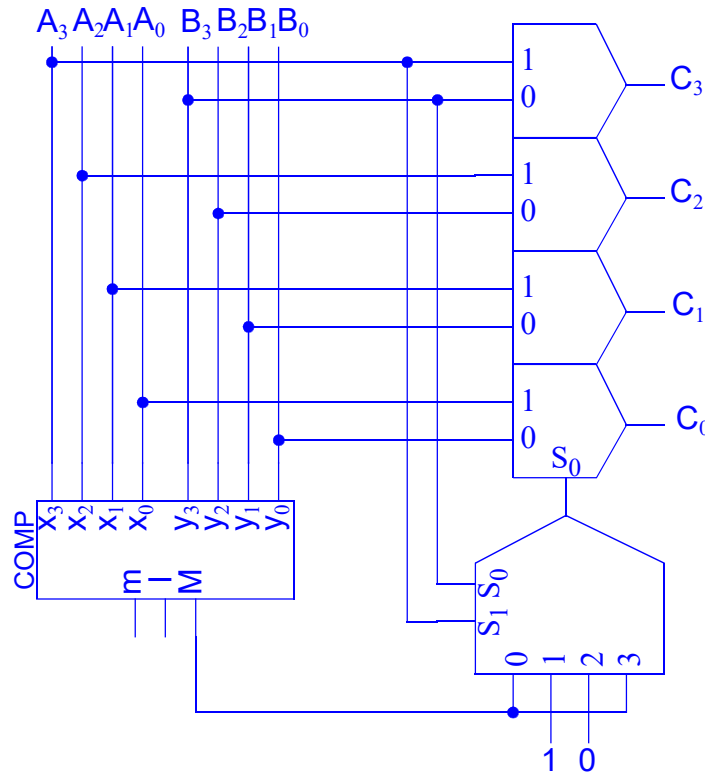 A₃ A₂ A₁ A₀ B₃ B₂ B₁ B₀
1
0
C₃
1
0
C₂
1
0
C₁
1
0
C₀
S₀
COMP
x₃ x₂ x₁ x₀ y₃ y₂ y₁ y₀
m I M
S₀
S₁
0 1 2 3
1 0